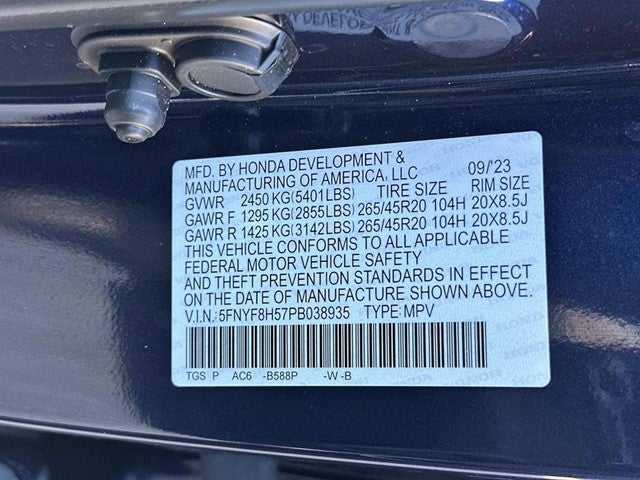 MFD. BY HONDA DEVELOPMENT &
MANUFACTURING OF AMERICA, LLC 09/'23
GVWR 2450 KG(5401LBS) TIRE SIZE RIM SIZE
GAWR F 1295 KG(2855LBS) 265/45R20 104H 20X8.5J
GAWR R 1425 KG(3142LBS) 265/45R20 104H 20X8.5J
THIS VEHICLE CONFORMS TO ALL APPLICABLE
FEDERAL MOTOR VEHICLE SAFETY
AND THEFT PREVENTION STANDARDS IN EFFECT
ON THE DATE OF MANUFACTURE SHOWN ABOVE.
V.I.N.:5FNYF8H57PB038935 TYPE:MPV
TGS P AC6 -B588P -W -B